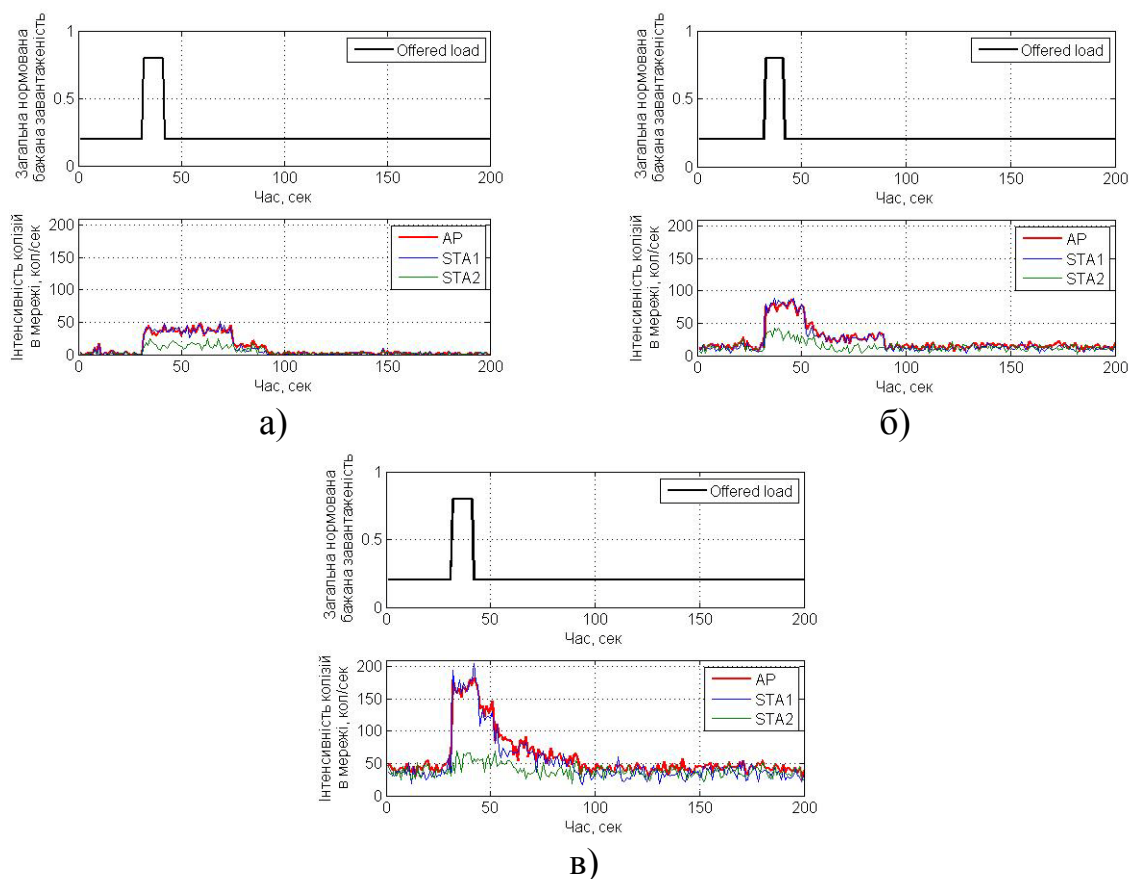 Загальна нормована
бажана завантаженість
1
0.5
0
Offered load
0
50
100
150
200
Час, сек
Інтенсивність колізій
в мережі, кол/сек
200
150
100
50
0
AP
STA1
STA2
0
50
100
150
200
Час, сек
а)
Загальна нормована
бажана завантаженість
1
0.5
0
Offered load
0
50
100
150
200
Час, сек
Інтенсивність колізій
в мережі, кол/сек
200
150
100
50
0
AP
STA1
STA2
0
50
100
150
200
Час, сек
б)
Загальна нормована
бажана завантаженість
1
0.5
0
Offered load
0
50
100
150
200
Час, сек
Інтенсивність колізій
в мережі, кол/сек
200
150
100
50
0
AP
STA1
STA2
0
50
100
150
200
Час, сек
в)